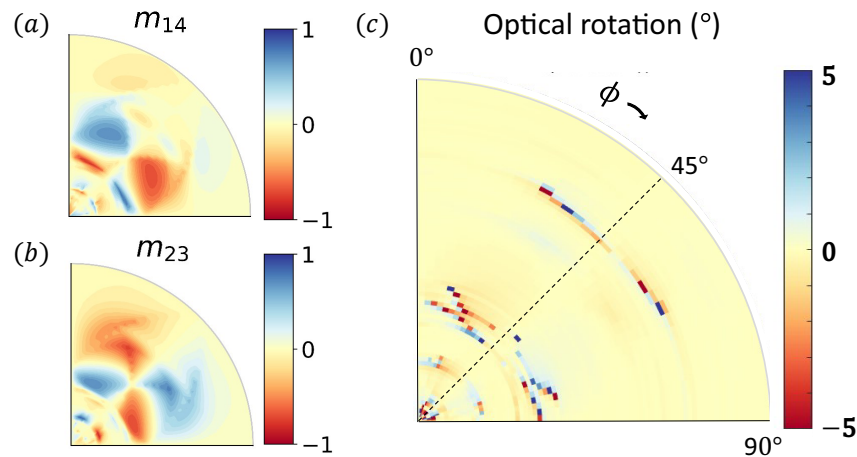 (a)
m14
1
0
−1
(b)
m23
1
0
−1
(c)
Optical rotation (°)
0°
ϕ
45°
90°
5
0
−5